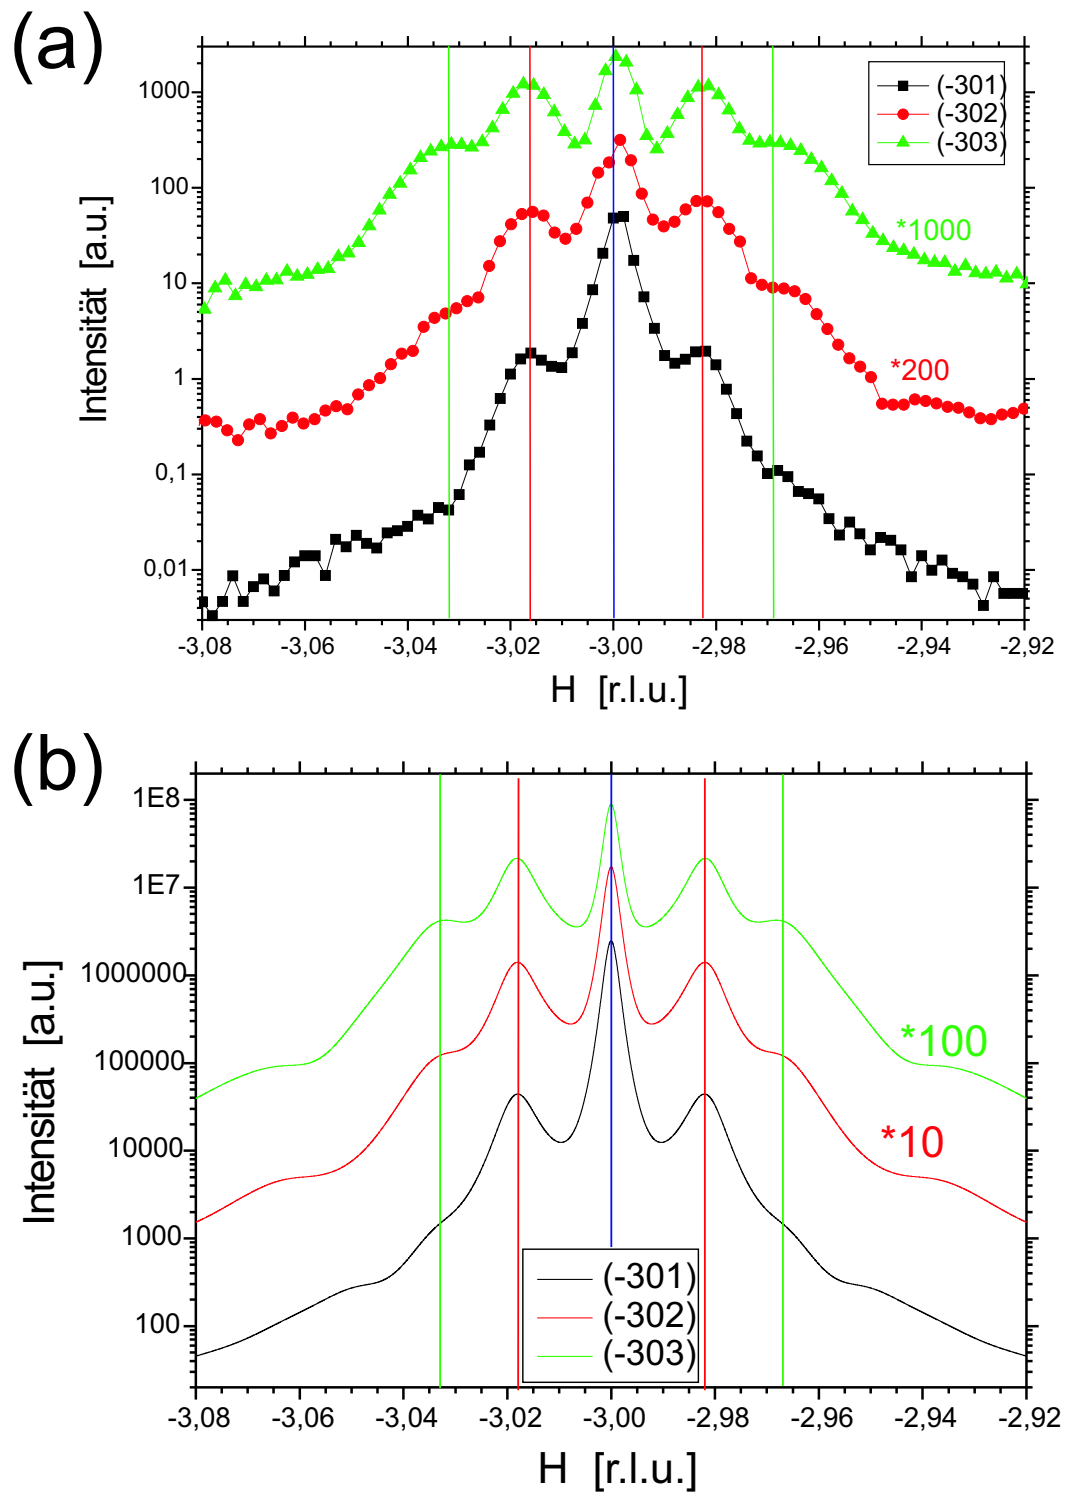 (a)
1000
100
10
1
0,1
0,01
Intensität [a.u.]
(-301)
(-302)
(-303)
*1000
*200
-3,08 -3,06 -3,04 -3,02 -3,00 -2,98 -2,96 -2,94 -2,92
H [r.l.u.]
(b)
1E8
1E7
1000000
100000
10000
1000
100
Intensität [a.u.]
*100
*10
(-301)
(-302)
(-303)
-3,08 -3,06 -3,04 -3,02 -3,00 -2,98 -2,96 -2,94 -2,92
H [r.l.u.]